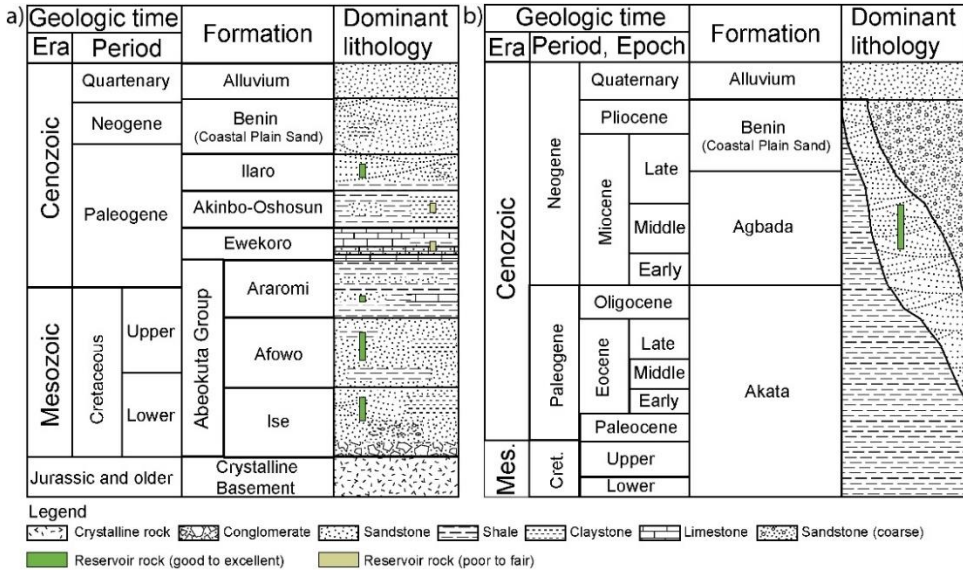 a)
Geologic time
Era
Period
Formation
Dominant
lithology
Cenozoic
Quartenary
Neogene
Paleogene
Mesozoic
Cretaceous
Upper
Lower
Jurassic and older
Alluvium
Benin
(Coastal Plain Sand)
Ilaro
Akinbo-Oshosun
Ewekoro
Abeokuta Group
Araromi
Afowo
Ise
Crystalline
Basement
b)
Geologic time
Era
Period, Epoch
Formation
Dominant
lithology
Cenozoic
Neogene
Quaternary
Pliocene
Miocene
Late
Middle
Early
Paleogene
Oligocene
Eocene
Late
Middle
Early
Paleocene
Mes.
Cret.
Upper
Lower
Alluvium
Benin
(Coastal Plain Sand)
Agbada
Akata
Legend
Crystalline rock
Conglomerate
Sandstone
Shale
Claystone
Limestone
Sandstone (coarse)
Reservoir rock (good to excellent)
Reservoir rock (poor to fair)